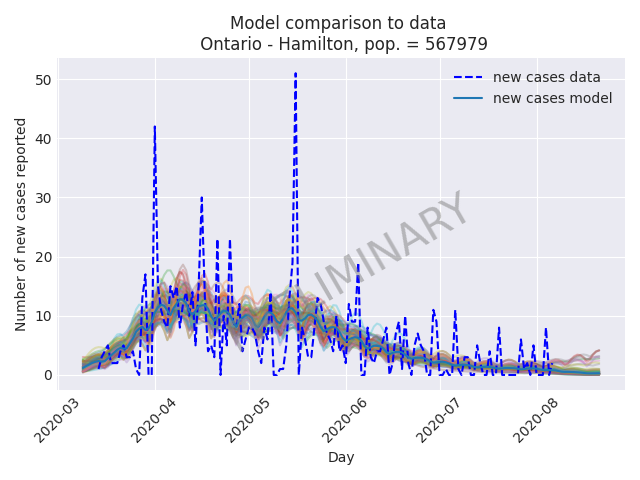 Model comparison to data
Ontario - Hamilton, pop. = 567979
new cases data
new cases model
IMINARY
Number of new cases reported
50
40
30
20
10
0
2020-03
2020-04
2020-05
2020-06
2020-07
2020-08
Day